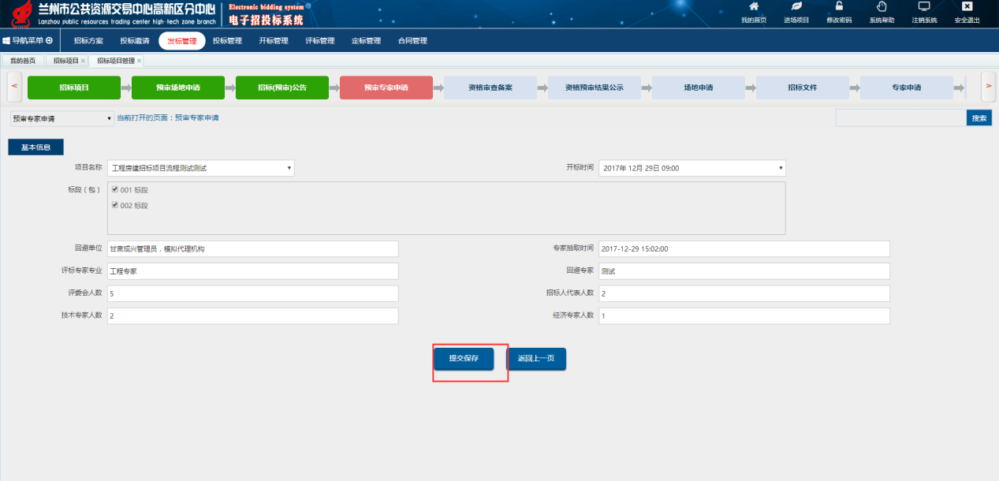 兰州市公共资源交易中心高新区分中心
Lanzhou public resources trading center high-tech zone branch
Electronic bidding system
电子招投标系统
我的首页 进场项目 修改密码 系统帮助 注销系统 安全退出
导航菜单 招标方案 投标邀请 发标管理 投标管理 开标管理 评标管理 定标管理 合同管理
我的首页 招标项目 × 招标项目管理 ×
< 招标项目 预审场地申请 招标(预审)公告 预审专家申请 资格审查备案 资格预审结果公示 场地申请 招标文件 专家申请 >
预审专家申请 当前打开的页面：预审专家申请 搜索
基本信息
项目名称 工程房建招标项目流程测试测试 开标时间 2017年 12月 29日 09:00
标段（包） 001 标段
002 标段
回避单位 甘肃成兴管理员，模拟代理机构 专家抽取时间 2017-12-29 15:02:00
评标专家专业 工程专家 回避专家 测试
评委会人数 5 招标人代表人数 2
技术专家人数 2 经济专家人数 1
提交保存 返回上一页